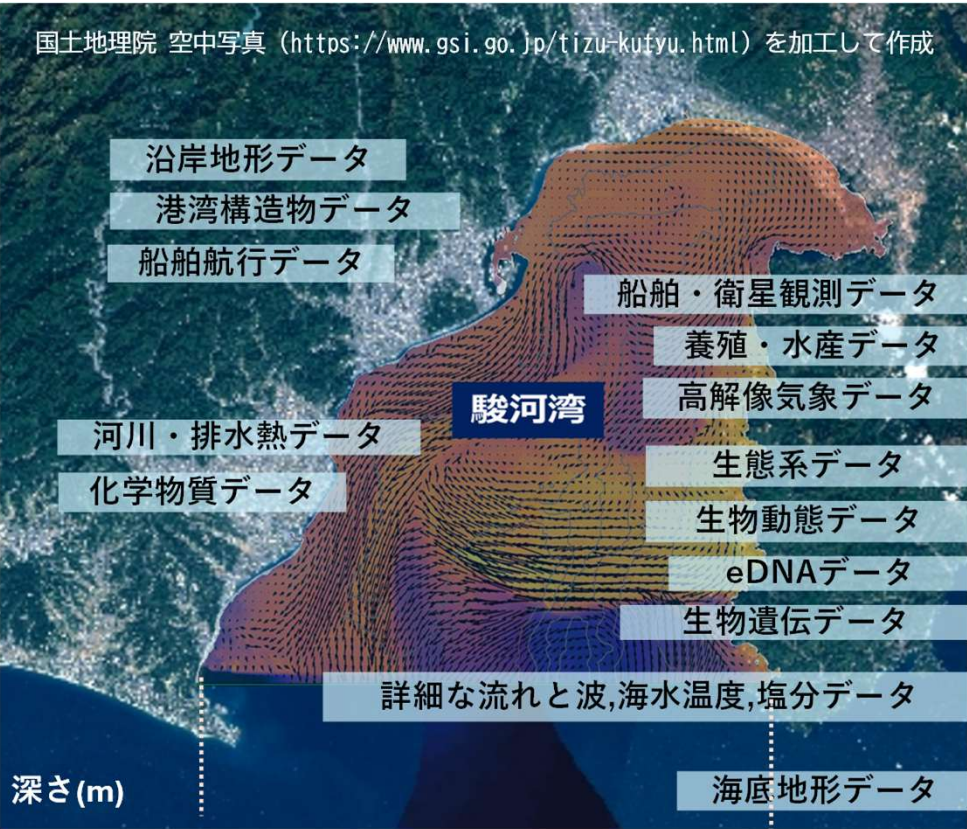 国土地理院 空中写真（https://www.gsi.go.jp/tizu-kutyu.html）を加工して作成
沿岸地形データ
港湾構造物データ
船舶航行データ
船舶・衛星観測データ
養殖・水産データ
高解像気象データ
駿河湾
河川・排水熱データ
化学物質データ
生態系データ
生物動態データ
eDNAデータ
生物遺伝データ
詳細な流れと波,海水温度,塩分データ
深さ(m)
海底地形データ